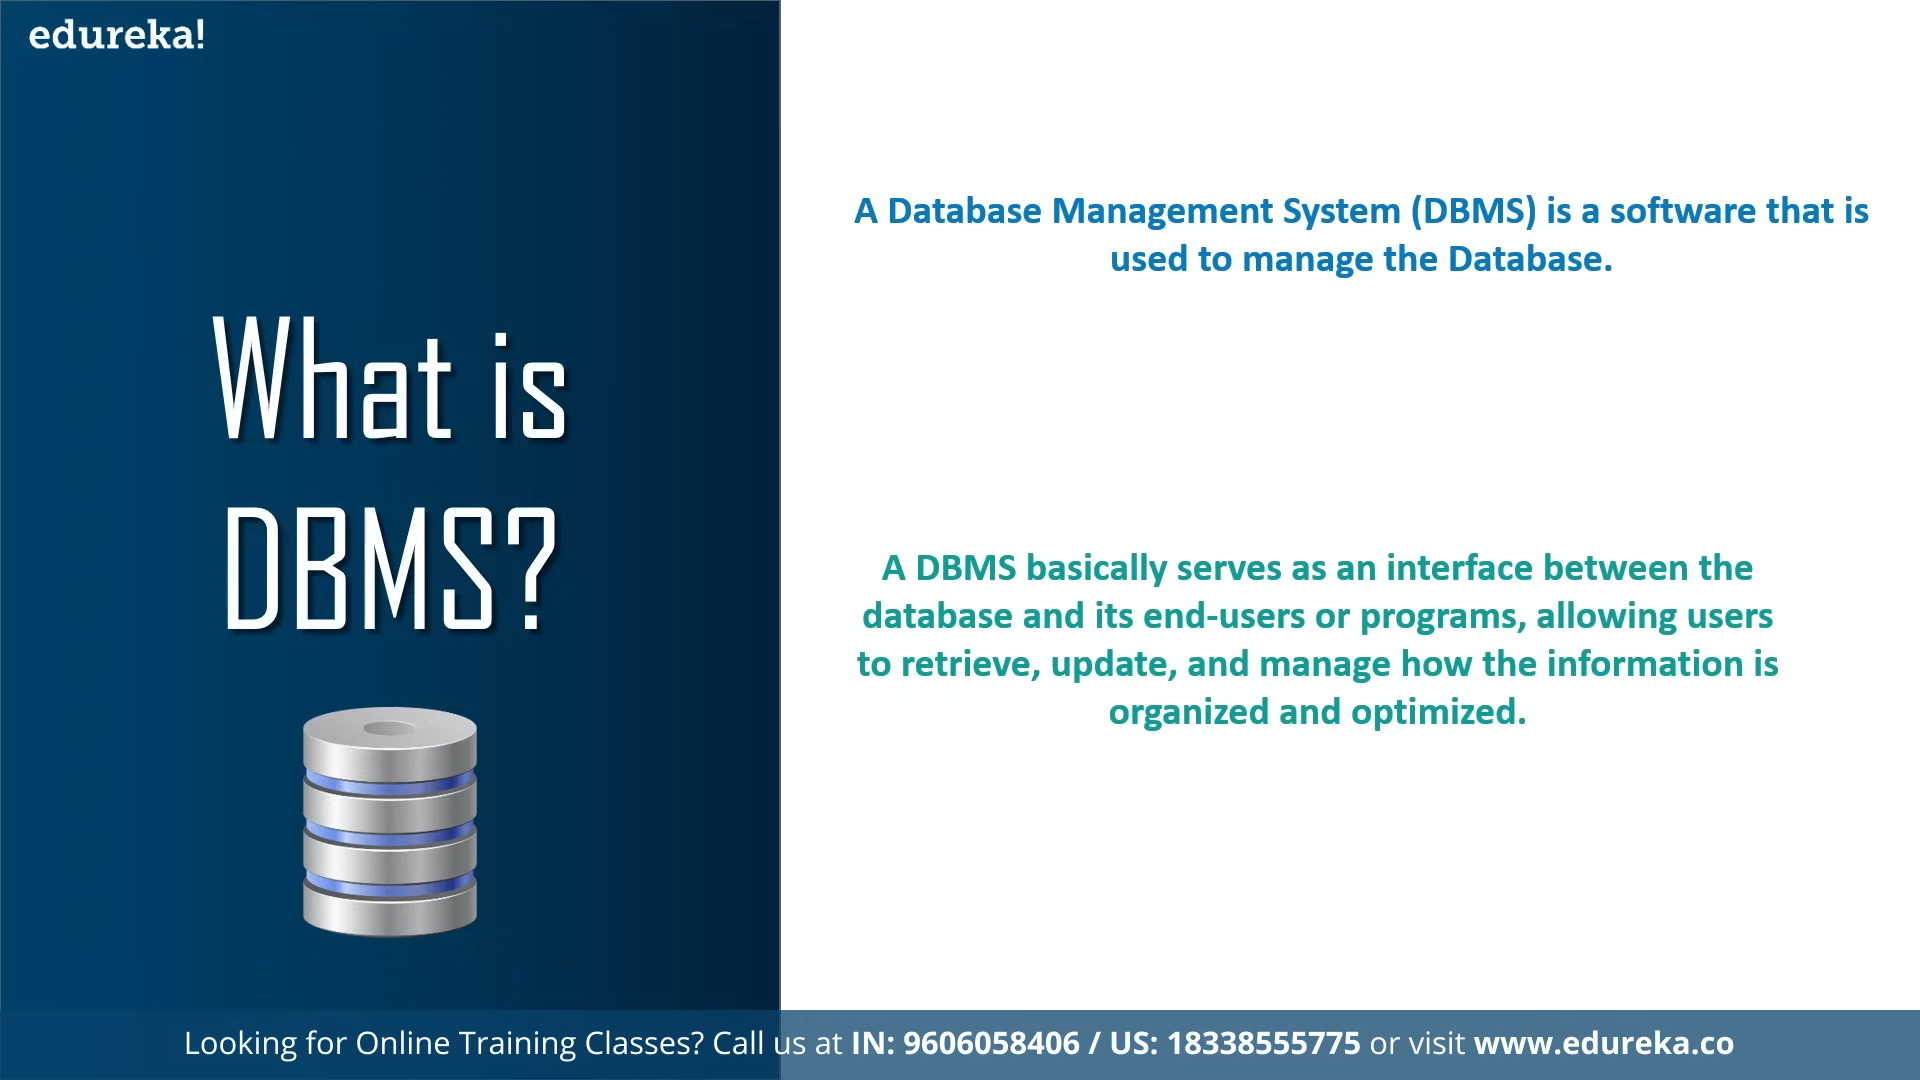 edureka!
What is
DBMS?
A Database Management System (DBMS) is a software that is
used to manage the Database.
A DBMS basically serves as an interface between the
database and its end-users or programs, allowing users
to retrieve, update, and manage how the information is
organized and optimized.
Looking for Online Training Classes? Call us at IN: 9606058406 / US: 18338555775 or visit www.edureka.co